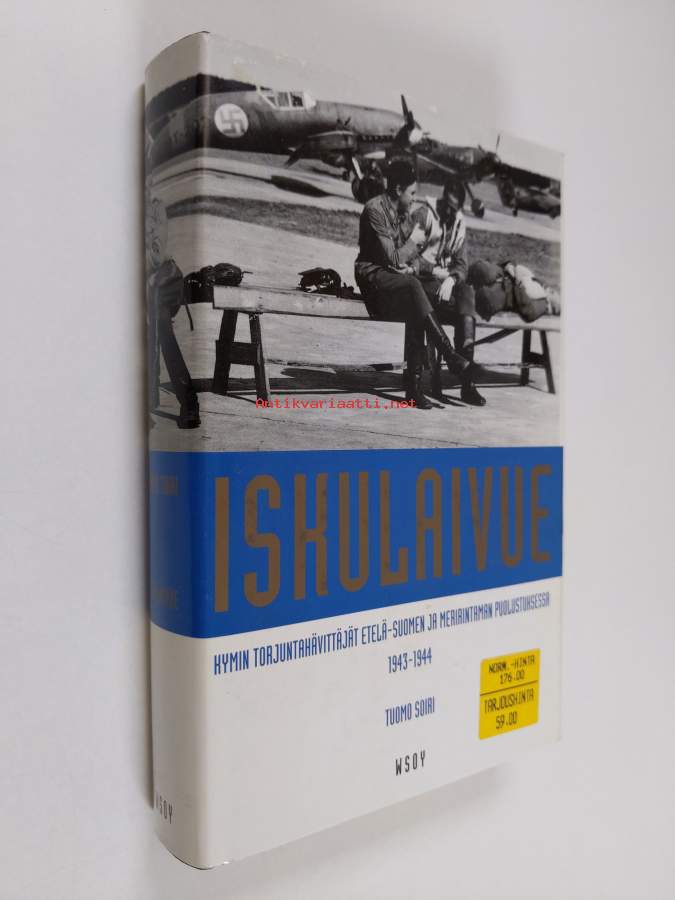 Antikvariaatti.net
ISKULAIVUE
KYMIN TORJUNTAHÄVITTÄJÄT ETELÄ-SUOMEN JA MERIRINTAMAN PUOLUSTUKSESSA
1943-1944
TUOMO SOIRI
WSOY
NORM.-HINTA
176.00
TARJOUSHINTA
59.00
WSOY